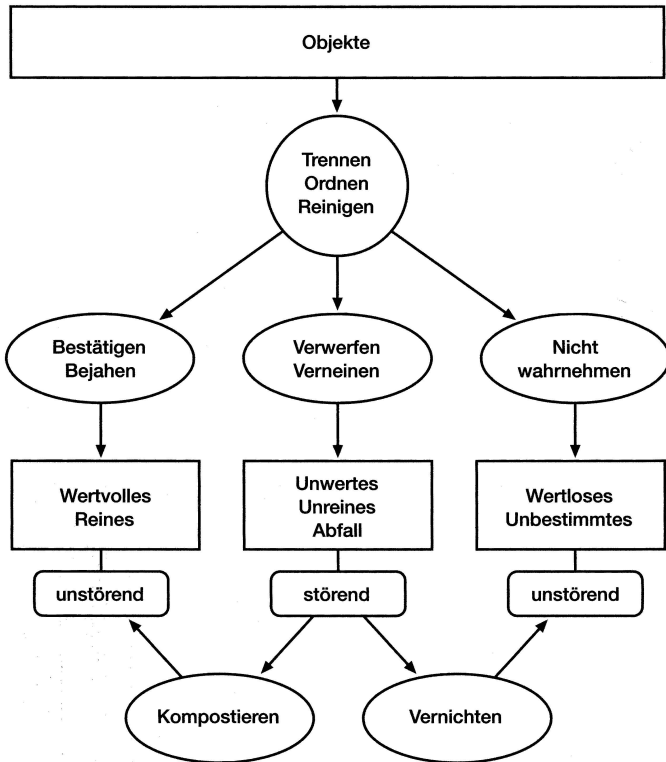 Objekte
Trennen
Ordnen
Reinigen
Bestätigen
Bejahen
Verwerfen
Verneinen
Nicht
wahrnehmen
Wertvolles
Reines
Unwertes
Unreines
Abfall
Wertloses
Unbestimmtes
unstörend
störend
unstörend
Kompostieren
Vernichten